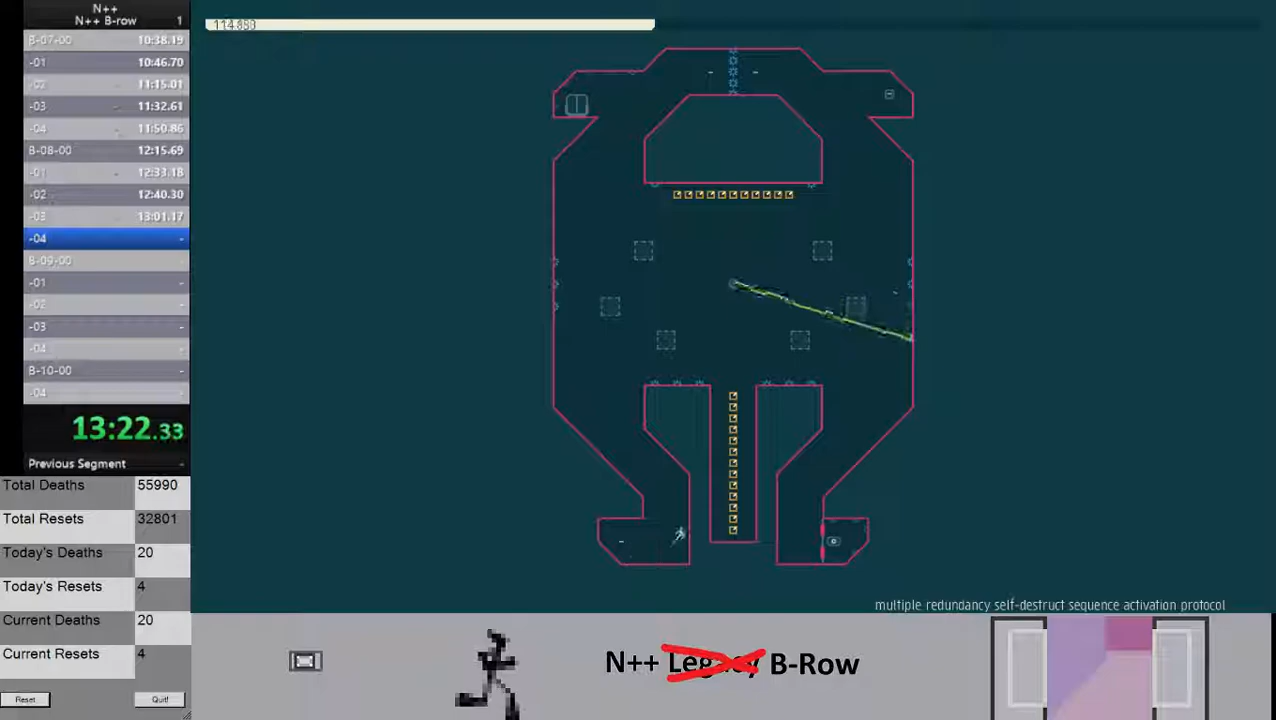 N++
N++ B-row 1
B-07-00 10:38.19
-01 10:46.70
-02 11:15.01
-03 11:32.61
-04 11:50.86
B-08-00 12:15.69
-01 12:33.18
-02 12:40.30
-03 13:01.17
-04 -
B-09-00 -
-01 -
-02 -
-03 -
-04 -
B-10-00 -
-04 -
13:22.33
Previous Segment -
Total Deaths 55990
Total Resets 32801
Today's Deaths 20
Today's Resets 4
Current Deaths 20
Current Resets 4
Reset Quit!
multiple redundancy self-destruct sequence activation protocol
N++ Legacy B-Row